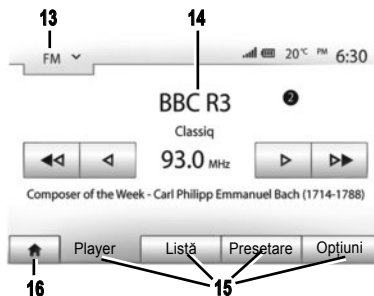 13
14
FM
20°C PM 6:30
BBC R3
2
Classiq
93.0 MHz
Composer of the Week - Carl Philipp Emmanuel Bach (1714-1788)
Player Listă Presetare Opțiuni
16
15